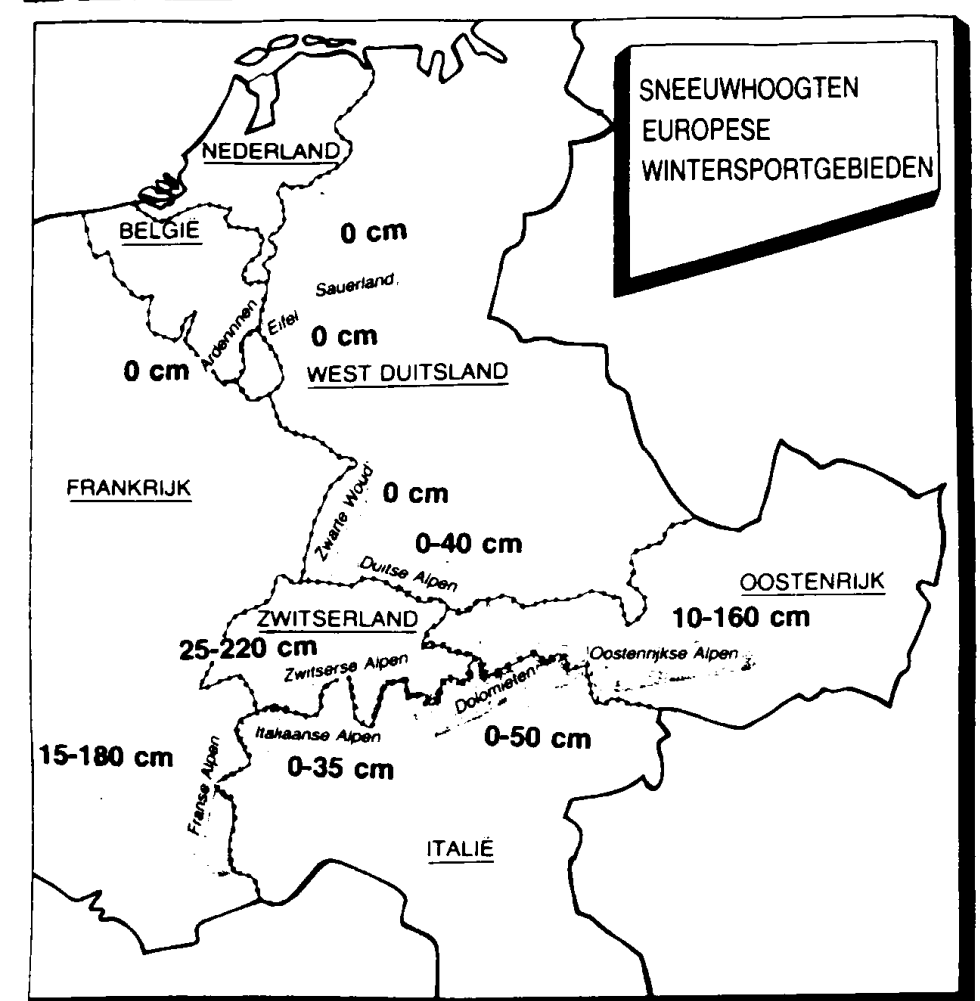 SNEEUWHOOGTEN
EUROPESE
WINTERSPORTGEBIEDEN
NEDERLAND
BELGIË
0 cm
Sauerland
Ardennnen
Eifel
0 cm
0 cm
WEST DUITSLAND
FRANKRIJK
Zwarte Woud
0 cm
0-40 cm
Duitse Alpen
OOSTENRIJK
ZWITSERLAND
10-160 cm
25-220 cm
Zwitserse Alpen
Oostenrijkse Alpen
Dolomieten
Italiaanse Alpen
0-50 cm
15-180 cm
0-35 cm
Franse Alpen
ITALIË